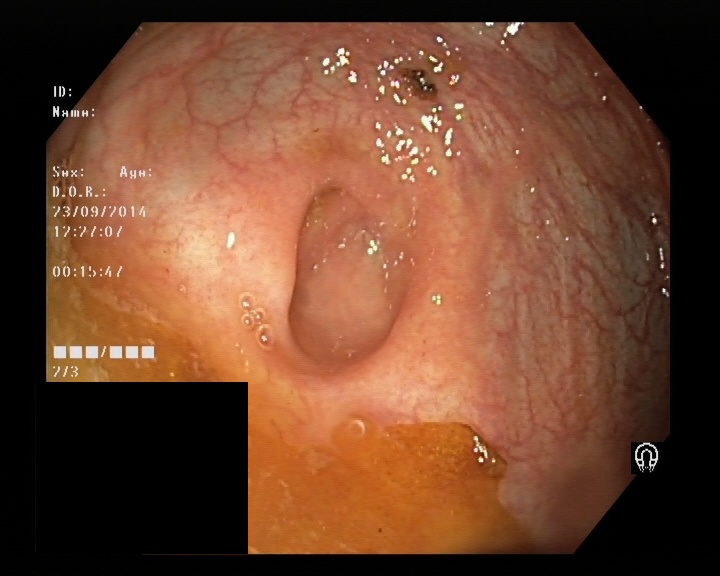 ID:
Name:
Sex: Age:
D.O.B.:
23/09/2014
12:27:07
00:15:47
■■■/■■■
2/3